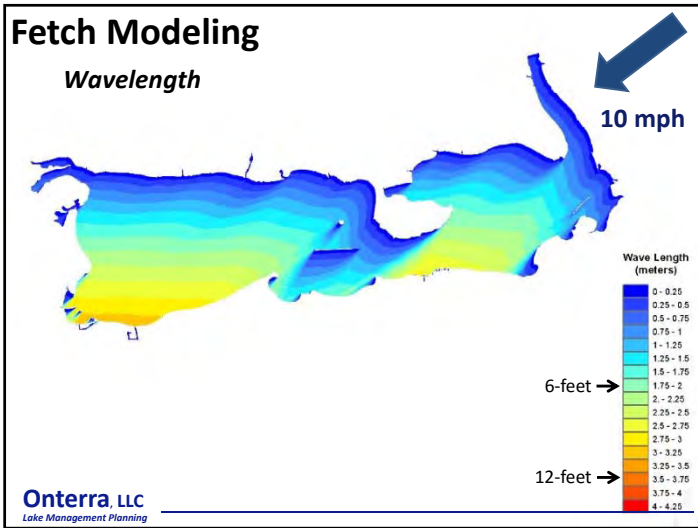 Fetch Modeling
Wavelength
10 mph
Wave Length
(meters)
0 - 0.25
0.25 - 0.5
0.5 - 0.75
0.75 - 1
1 - 1.25
1.25 - 1.5
1.5 - 1.75
6-feet
1.75 - 2
2. - 2.25
2.25 - 2.5
2.5 - 2.75
2.75 - 3
3 - 3.25
3.25 - 3.5
12-feet
3.5 - 3.75
3.75 - 4
4 - 4.25
Onterra, LLC
Lake Management Planning